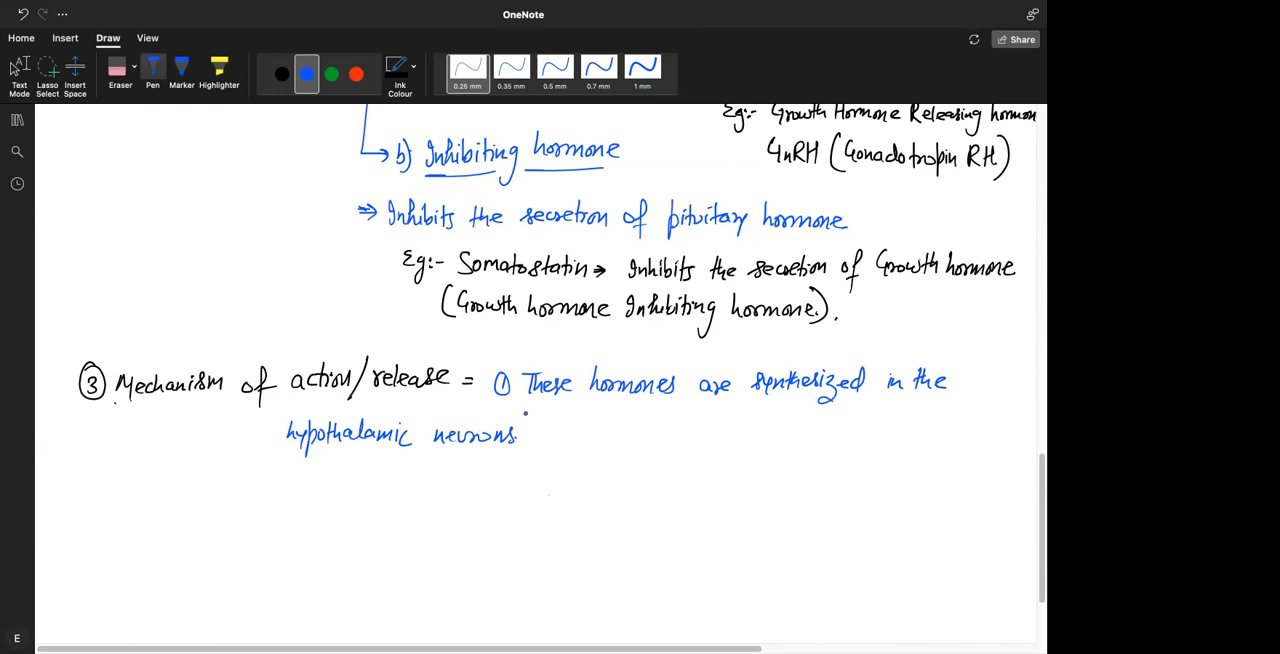 OneNote
Home Insert Draw View
Share
Text Mode Lasso Select Insert Space Eraser Pen Marker Highlighter Ink Colour 0.25 mm 0.35 mm 0.5 mm 0.7 mm 1 mm
Eg:- Growth Hormone Releasing hormon
GnRH (Gonadotropin RH)
b) Inhibiting hormone
⇒ Inhibits the secretion of pituitary hormone
Eg:- Somatostatin → Inhibits the secretion of Growth hormone
(Growth hormone Inhibiting hormone).
③ Mechanism of action/release = ① These hormones are synthesized in the
hypothalamic neurons.
E